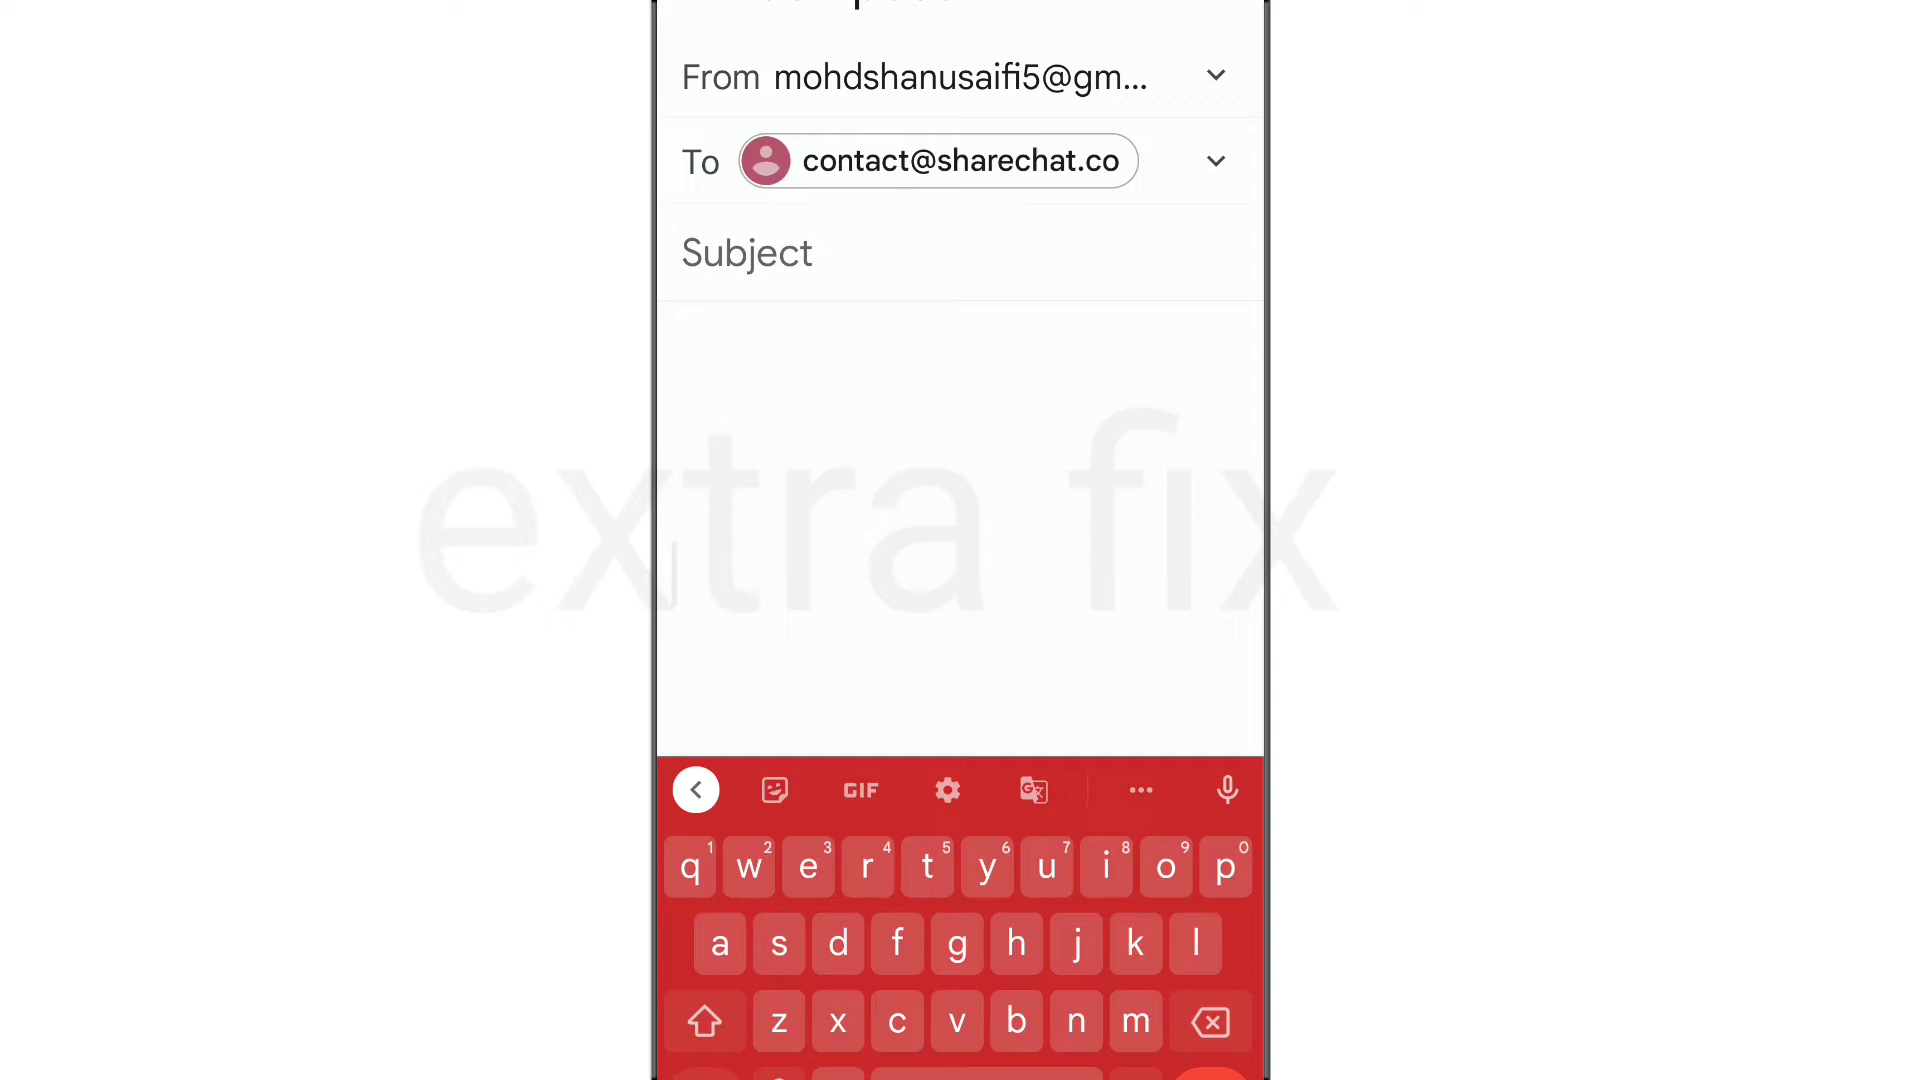 From mohdshanusaifi5@gm...
To contact@sharechat.co
Subject
extra fix
GIF
q1 w2 e3 r4 t5 y6 u7 i8 o9 p0
a s d f g h j k l
z x c v b n m